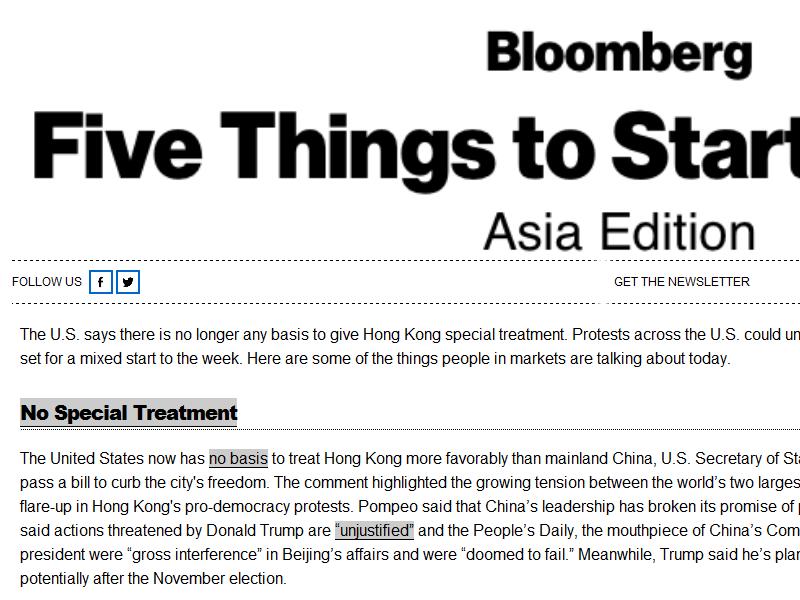 Bloomberg
Five Things to Start
Asia Edition
FOLLOW US
GET THE NEWSLETTER
The U.S. says there is no longer any basis to give Hong Kong special treatment. Protests across the U.S. could
set for a mixed start to the week. Here are some of the things people in markets are talking about today.
No Special Treatment
The United States now has no basis to treat Hong Kong more favorably than mainland China, U.S. Secretary of
pass a bill to curb the city's freedom. The comment highlighted the growing tension between the world’s two
flare-up in Hong Kong's pro-democracy protests. Pompeo said that China’s leadership has broken its promise of
said actions threatened by Donald Trump are “unjustified” and the People’s Daily, the mouthpiece of China’s
president were “gross interference” in Beijing’s affairs and were “doomed to fail.” Meanwhile, Trump said he’s
potentially after the November election.